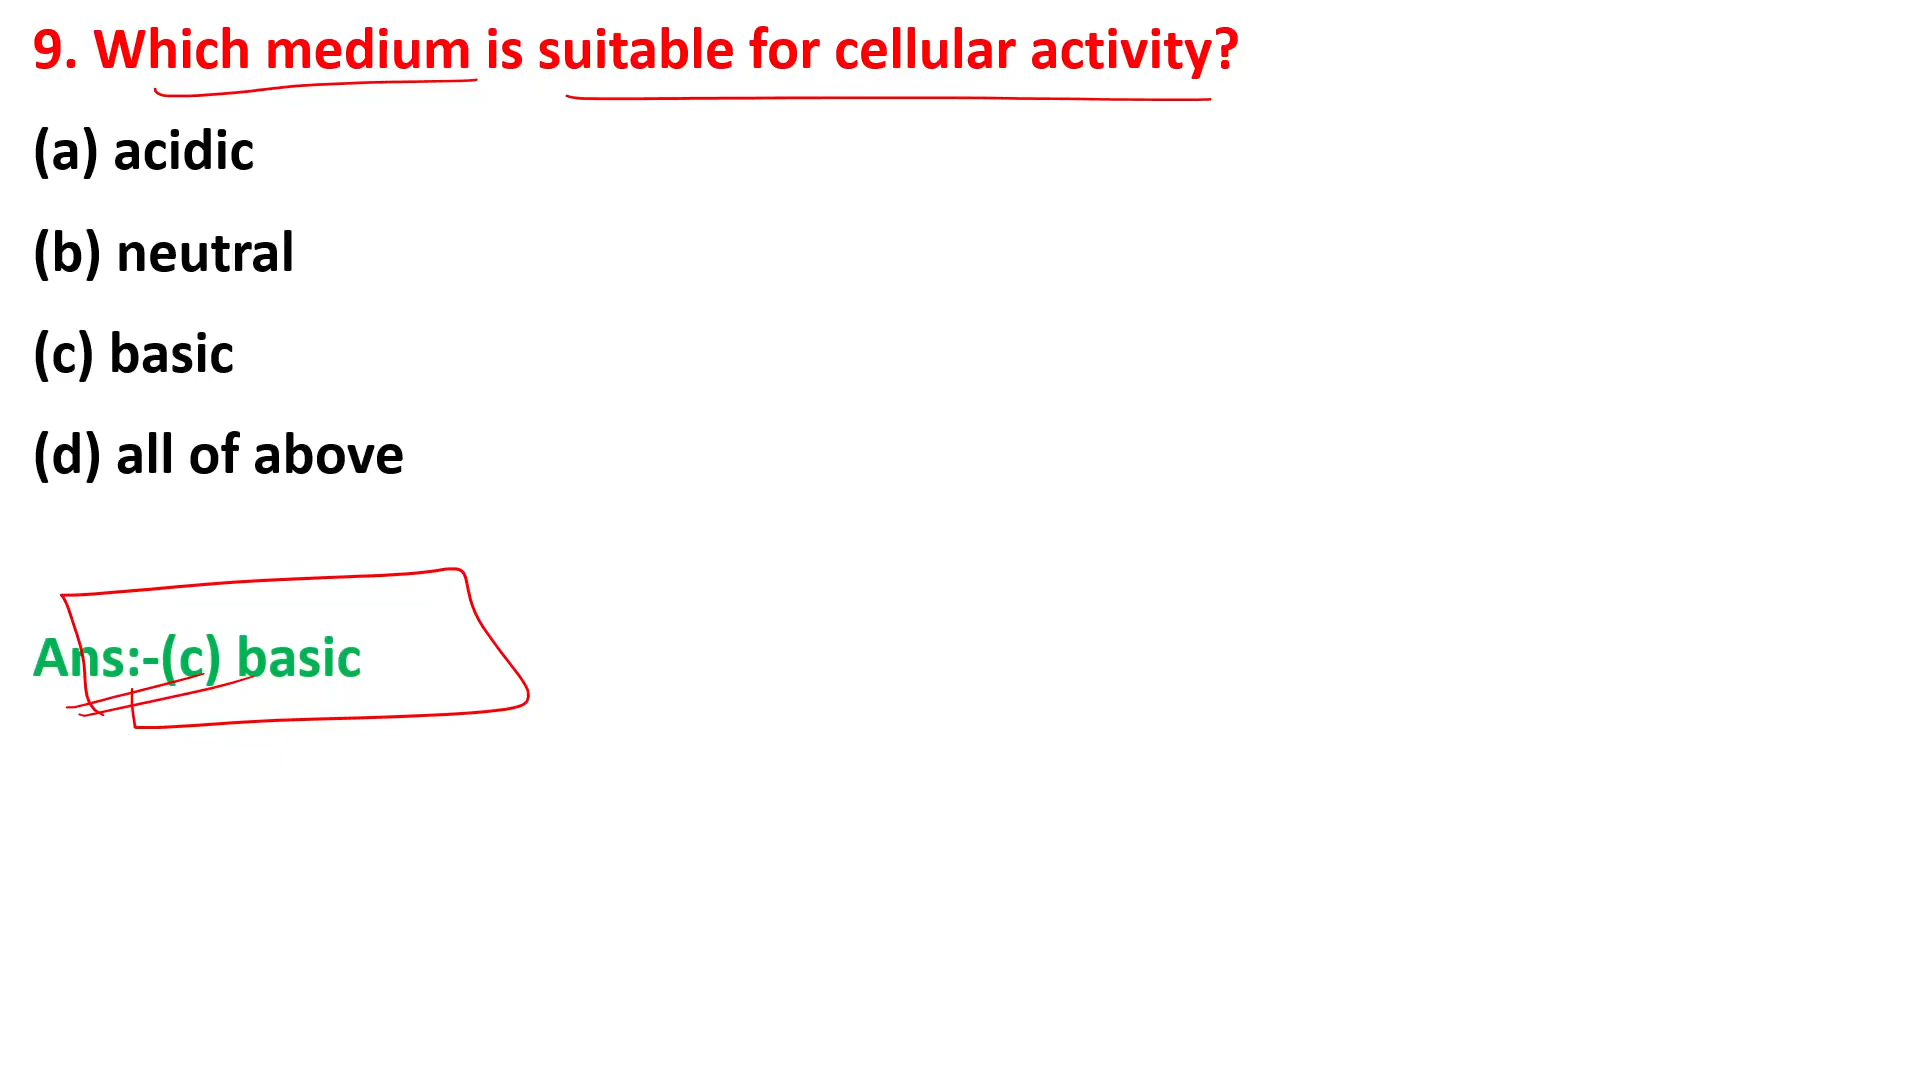 9. Which medium is suitable for cellular activity?
(a) acidic
(b) neutral
(c) basic
(d) all of above
Ans:-(c) basic